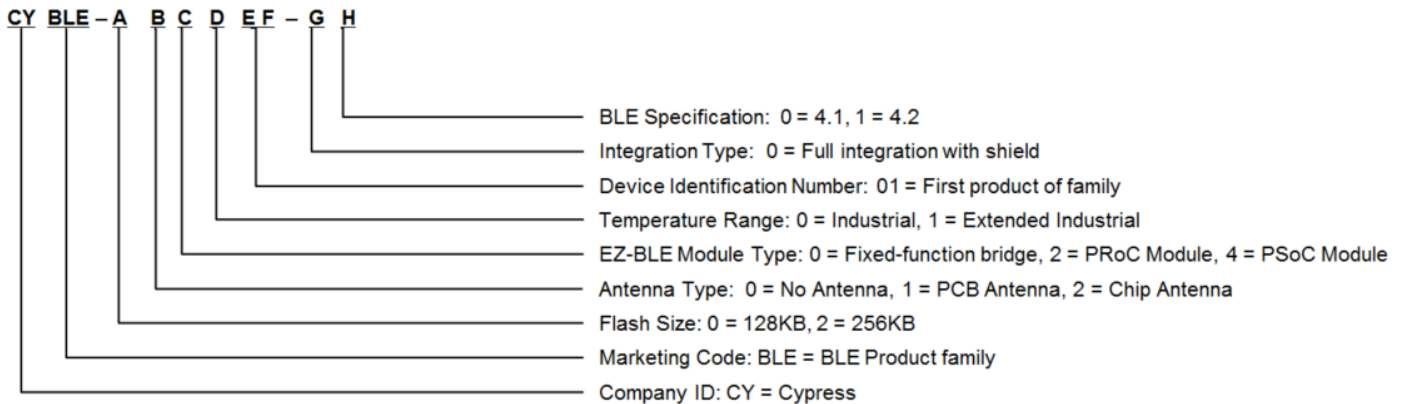 CY BLE – A B C D E F – G H
BLE Specification: 0 = 4.1, 1 = 4.2
Integration Type: 0 = Full integration with shield
Device Identification Number: 01 = First product of family
Temperature Range: 0 = Industrial, 1 = Extended Industrial
EZ-BLE Module Type: 0 = Fixed-function bridge, 2 = PRoC Module, 4 = PSoC Module
Antenna Type: 0 = No Antenna, 1 = PCB Antenna, 2 = Chip Antenna
Flash Size: 0 = 128KB, 2 = 256KB
Marketing Code: BLE = BLE Product family
Company ID: CY = Cypress